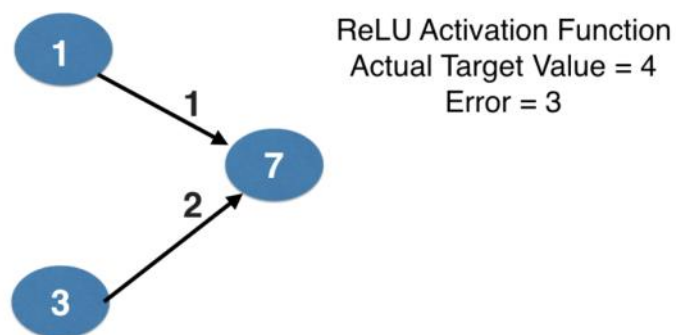 ReLU Activation Function
Actual Target Value = 4
Error = 3
1
1
7
2
3